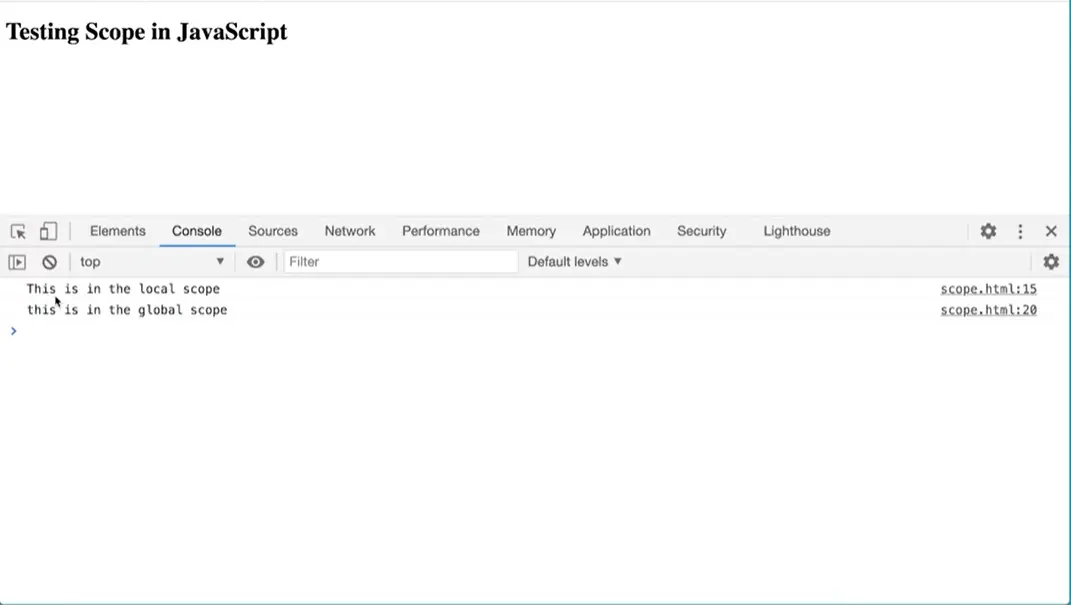 Testing Scope in JavaScript
Elements Console Sources Network Performance Memory Application Security Lighthouse
top Filter Default levels
This is in the local scope scope.html:15
this is in the global scope scope.html:20